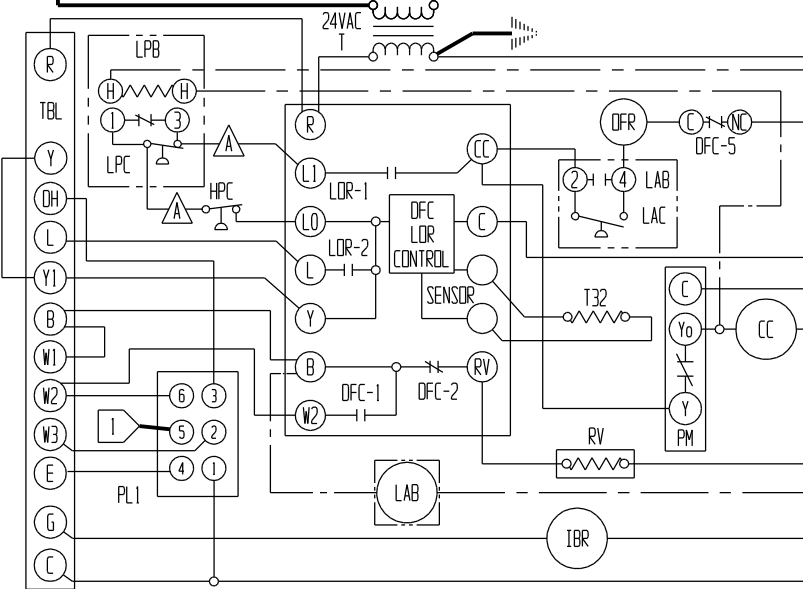 24VAC
T
LPB
R
H
H
TBL
R
1
3
OFR
C
NC
DFC-5
Y
LPC
A
CC
L1
LOR-1
2
4
LAB
HPC
OH
A
LO
DFC
LOR
CONTROL
C
LAC
L
LOR-2
L
Y1
SENSOR
C
T32
B
Y
Yo
CC
W1
B
DFC-1
DFC-2
RV
W2
6
3
W2
Y
1
5
2
W3
RV
PM
E
4
1
PL1
LAB
G
IBR
C